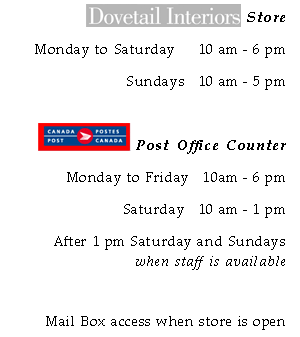 Dovetail Interiors Store
Monday to Saturday 10 am - 6 pm
Sundays 10 am - 5 pm
CANADA POSTES
POST CANADA
Post Office Counter
Monday to Friday 10am - 6 pm
Saturday 10 am - 1 pm
After 1 pm Saturday and Sundays
when staff is available
Mail Box access when store is open